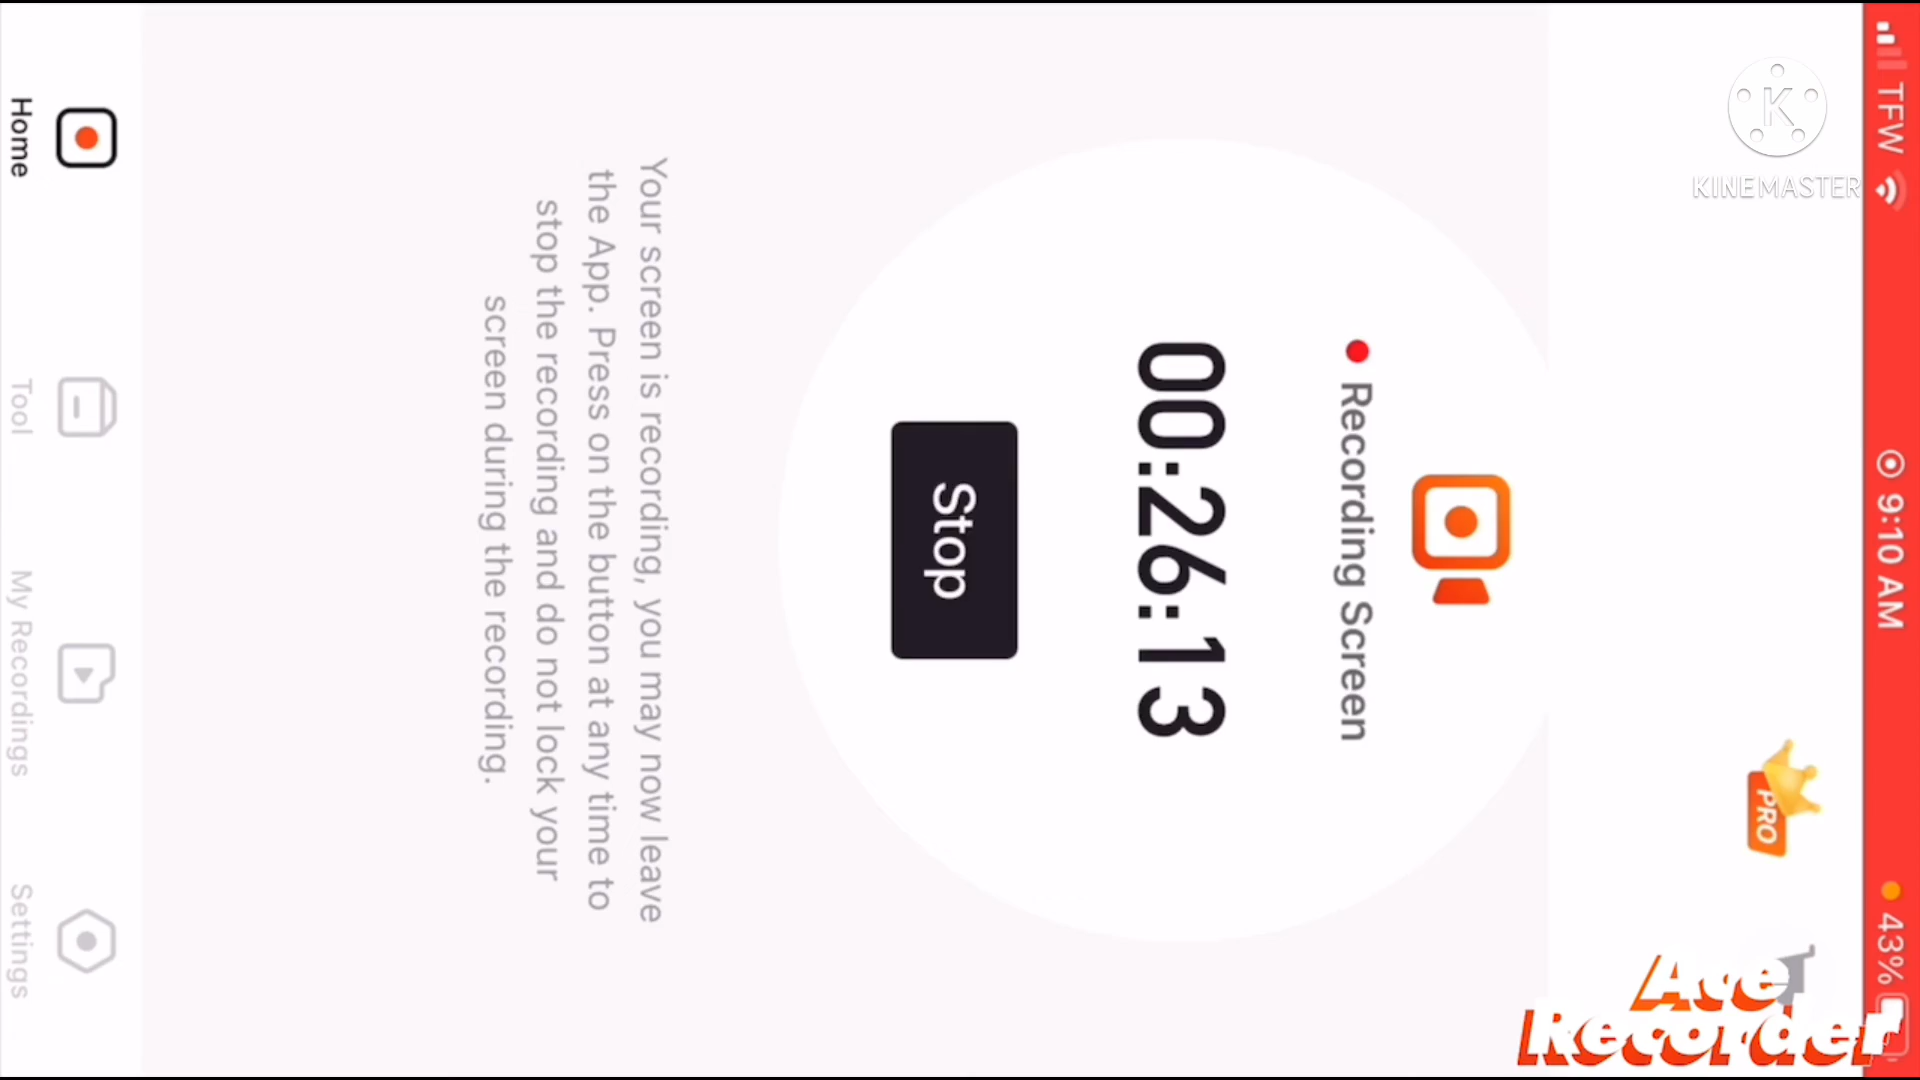 TFW 9:10 AM 43%
KINEMASTER
PRO
Recording Screen
00:26:13
Stop
Your screen is recording, you may now leave
the App. Press on the button at any time to
stop the recording and do not lock your
screen during the recording.
Home
Tool
My Recordings
Settings
Ace
Recorder